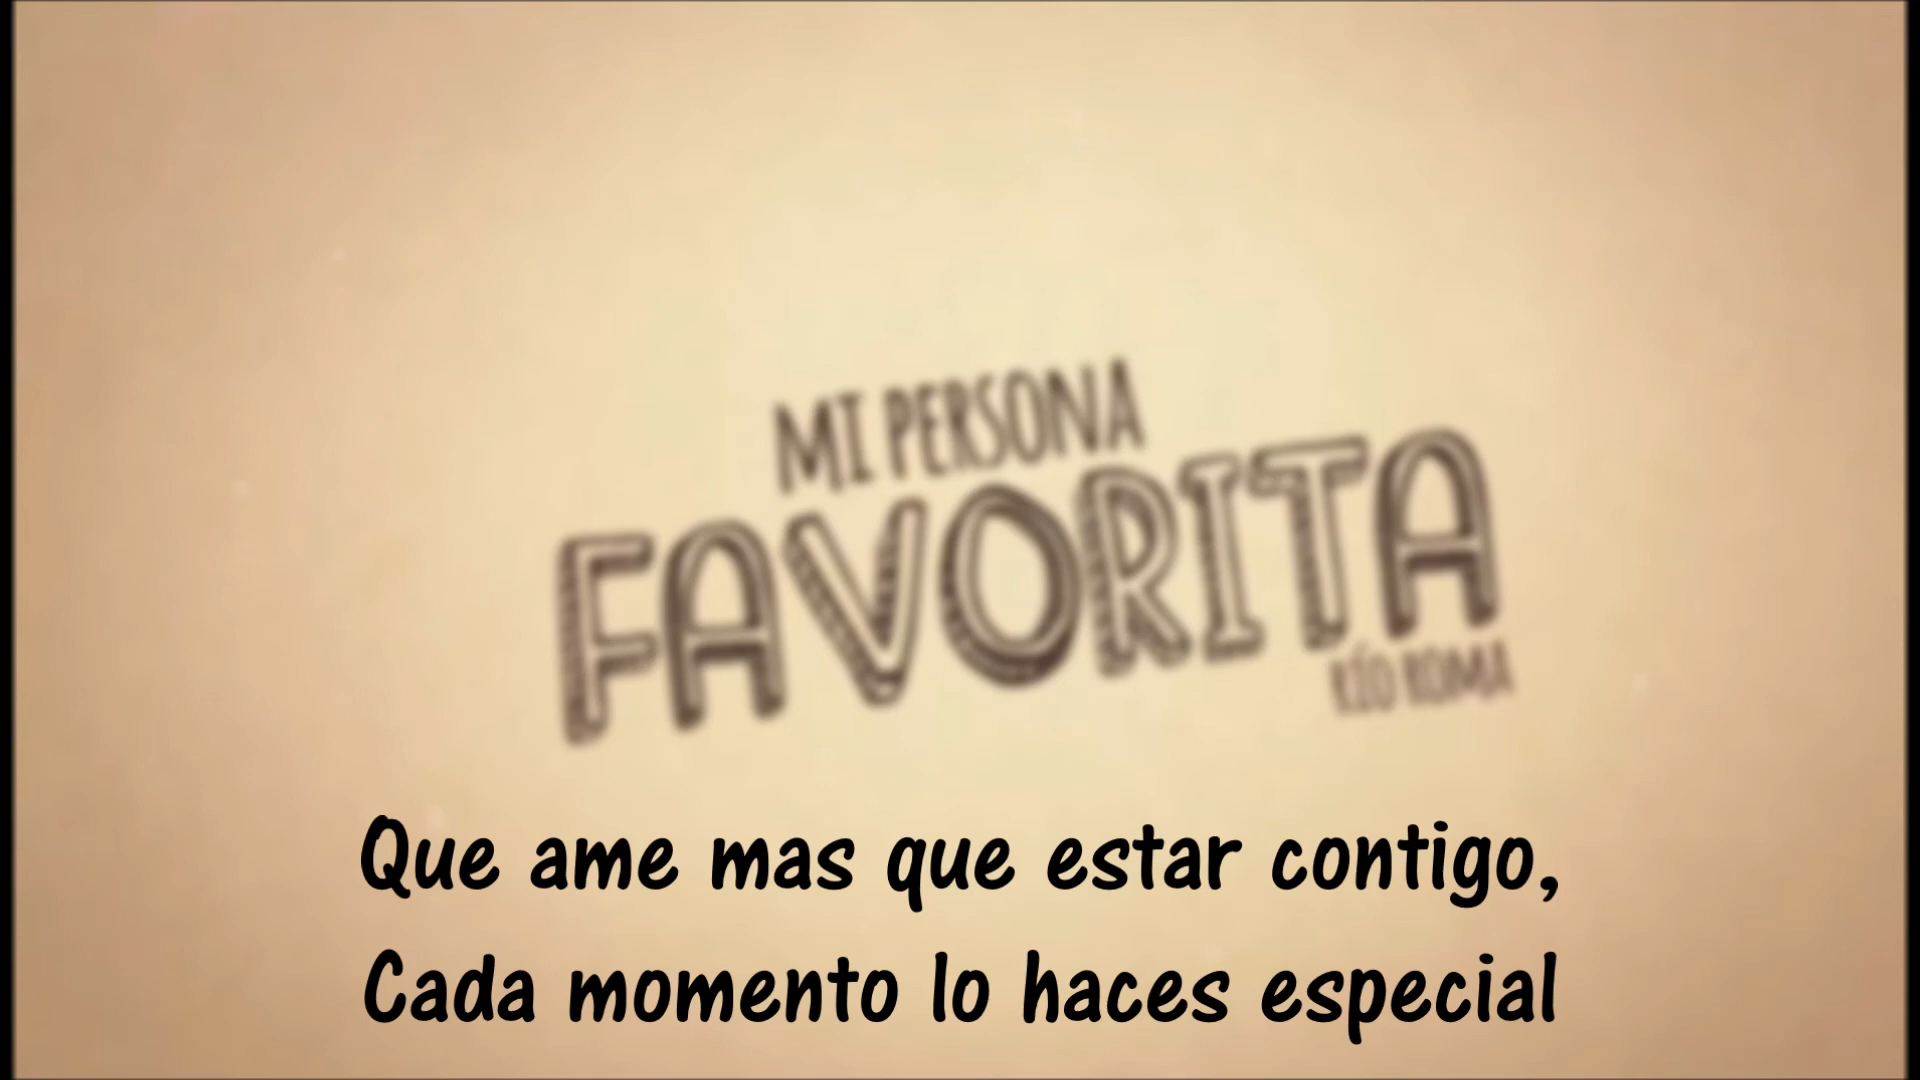 MI PERSONA
FAVORITA
RÍO ROMA
Que ame mas que estar contigo,
Cada momento lo haces especial